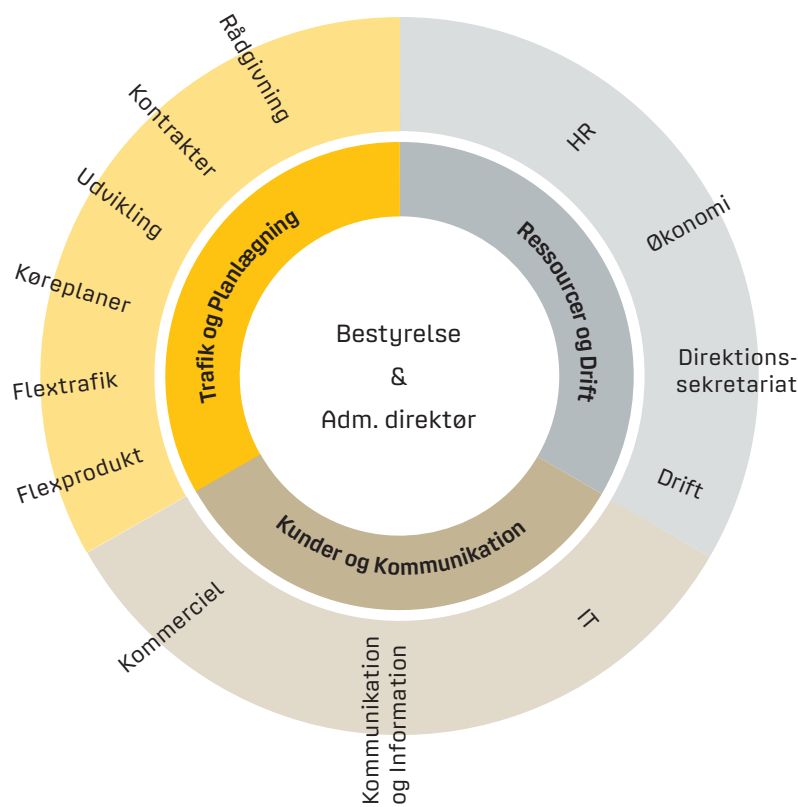 Bestyrelse
&
Adm. direktør
Trafik og Planlægning
Ressourcer og Drift
Kunder og Kommunikation
Rådgivning
Kontrakter
Udvikling
Køreplaner
Flextrafik
Flexprodukt
HR
Økonomi
Direktions-
sekretariat
Drift
IT
Kommunikation
og Information
Kommerciel